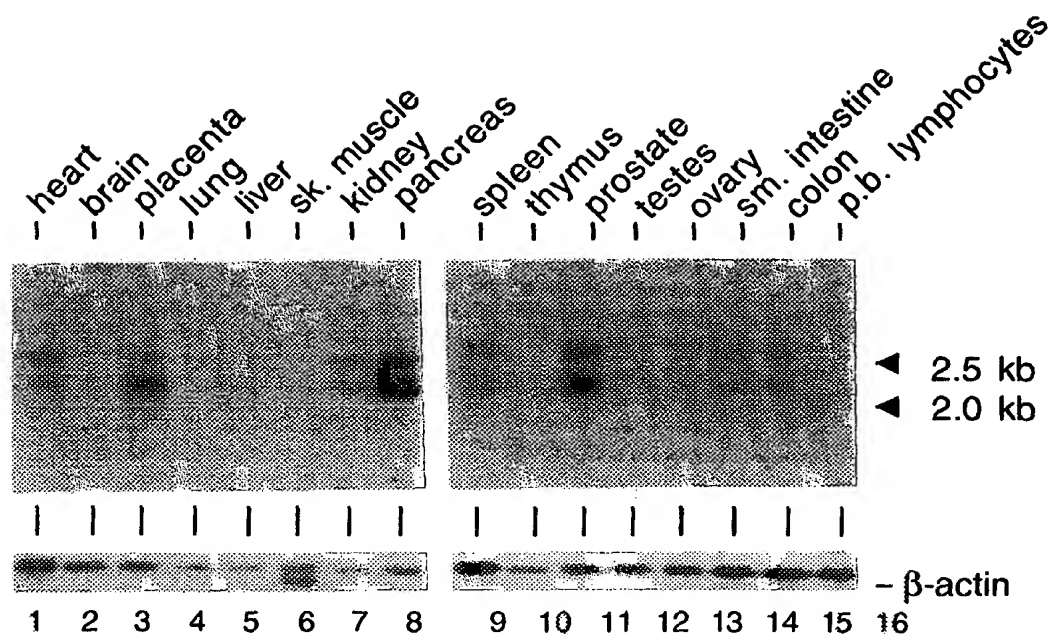 heart
brain
placenta
lung
liver
sk. muscle
kidney
pancreas
spleen
thymus
prostate
testes
ovary
sm. intestine
colon
p.b. lymphocytes
◄ 2.5 kb
◄ 2.0 kb
– β-actin
1 2 3 4 5 6 7 8 9 10 11 12 13 14 15 16